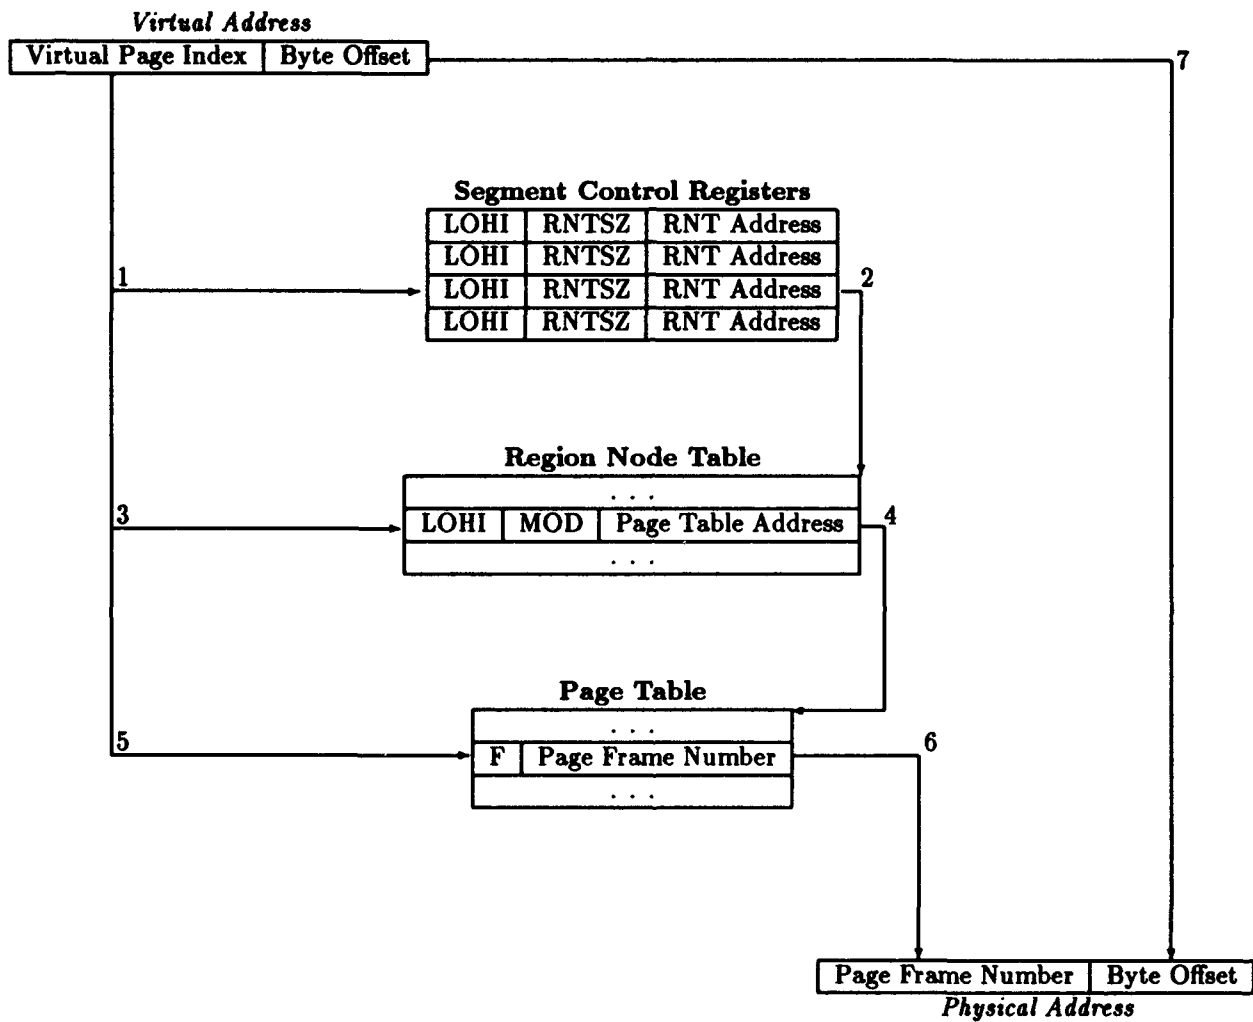 Virtual Address
Virtual Page Index Byte Offset
7
Segment Control Registers
LOHI RNTSZ RNT Address
LOHI RNTSZ RNT Address
1
LOHI RNTSZ RNT Address
2
LOHI RNTSZ RNT Address
Region Node Table
. . .
3
LOHI MOD Page Table Address
4
. . .
Page Table
. . .
5
F Page Frame Number
6
. . .
Page Frame Number Byte Offset
Physical Address